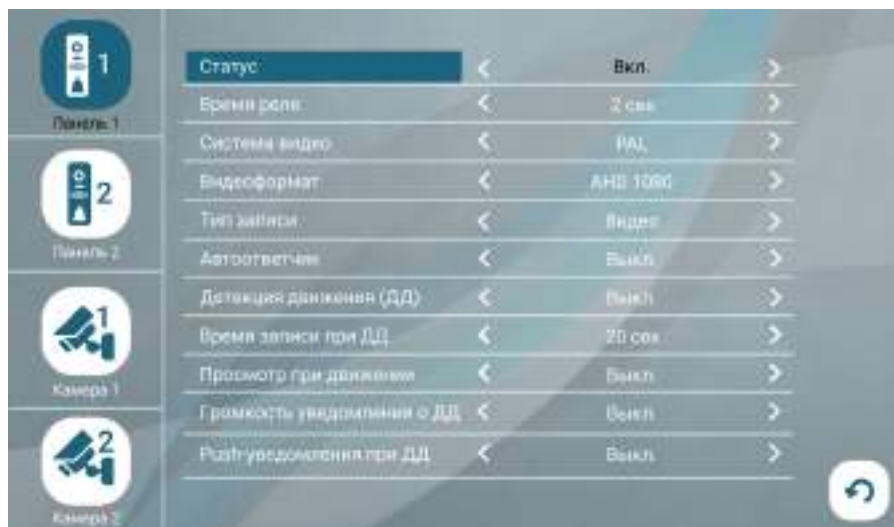 1
Панель 1
2
Панель 2
1
Камера 1
2
Камера 2
Статус Вкл.
Время реле 2 сек
Система видео PAL
Видеоформат AHD 1080
Тип записи Видео
Автоответчик Выкл
Детекция движения (ДД) Выкл
Время записи при ДД 20 сек
Просмотр при движении Выкл
Громкость уведомления о ДД Выкл
Push-уведомления при ДД Выкл